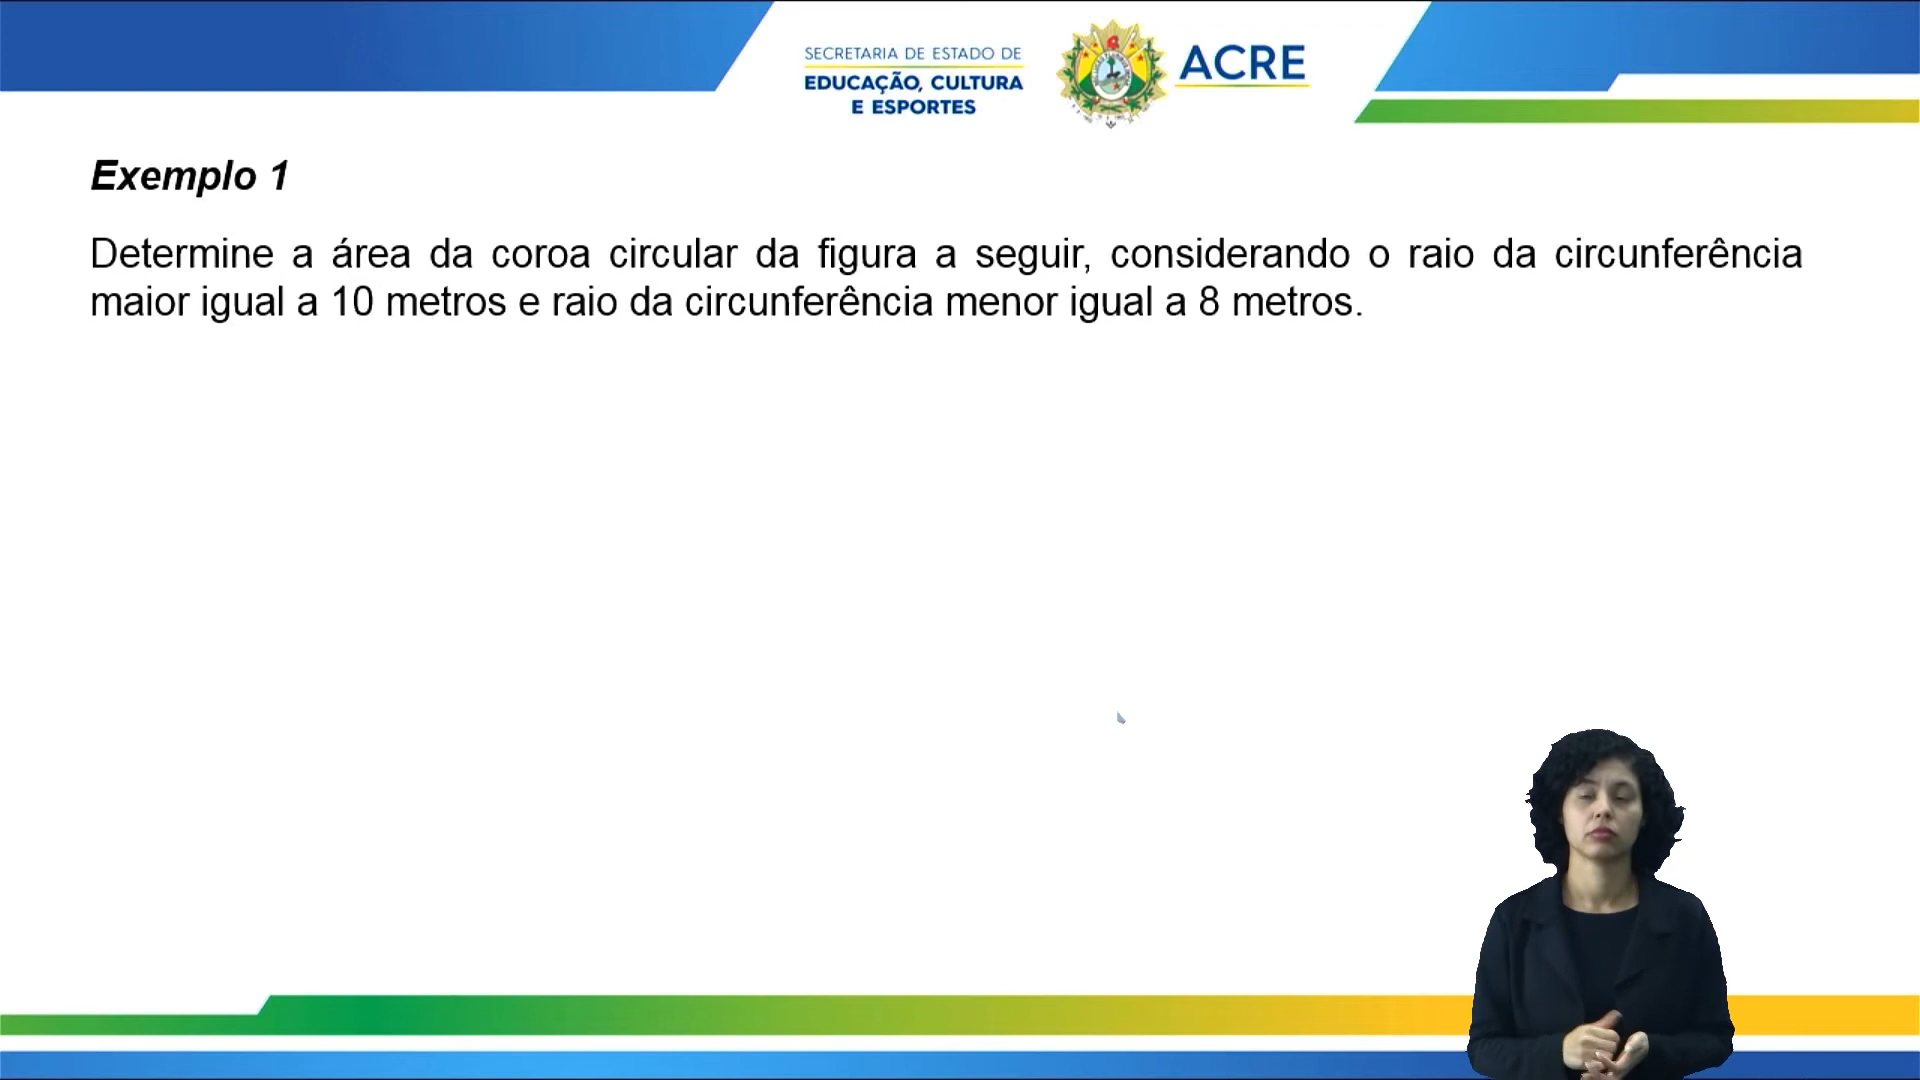 SECRETARIA DE ESTADO DE
EDUCAÇÃO, CULTURA
E ESPORTES
ACRE
Exemplo 1
Determine a área da coroa circular da figura a seguir, considerando o raio da circunferência
maior igual a 10 metros e raio da circunferência menor igual a 8 metros.